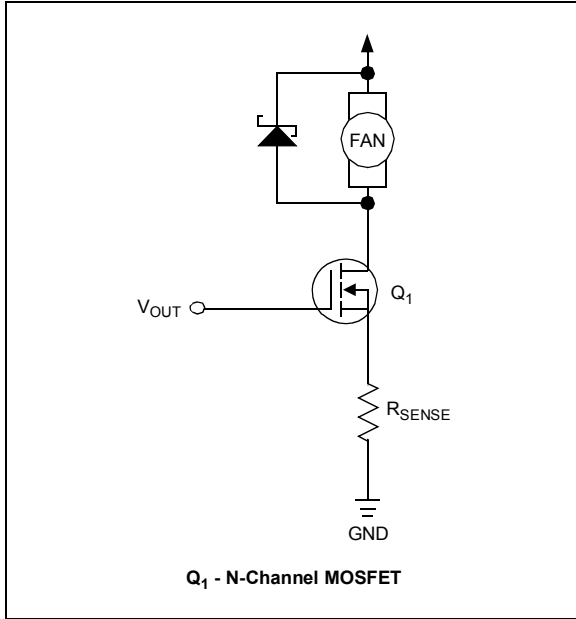 FAN
Q1
VOUT
RSENSE
GND
Q1 - N-Channel MOSFET